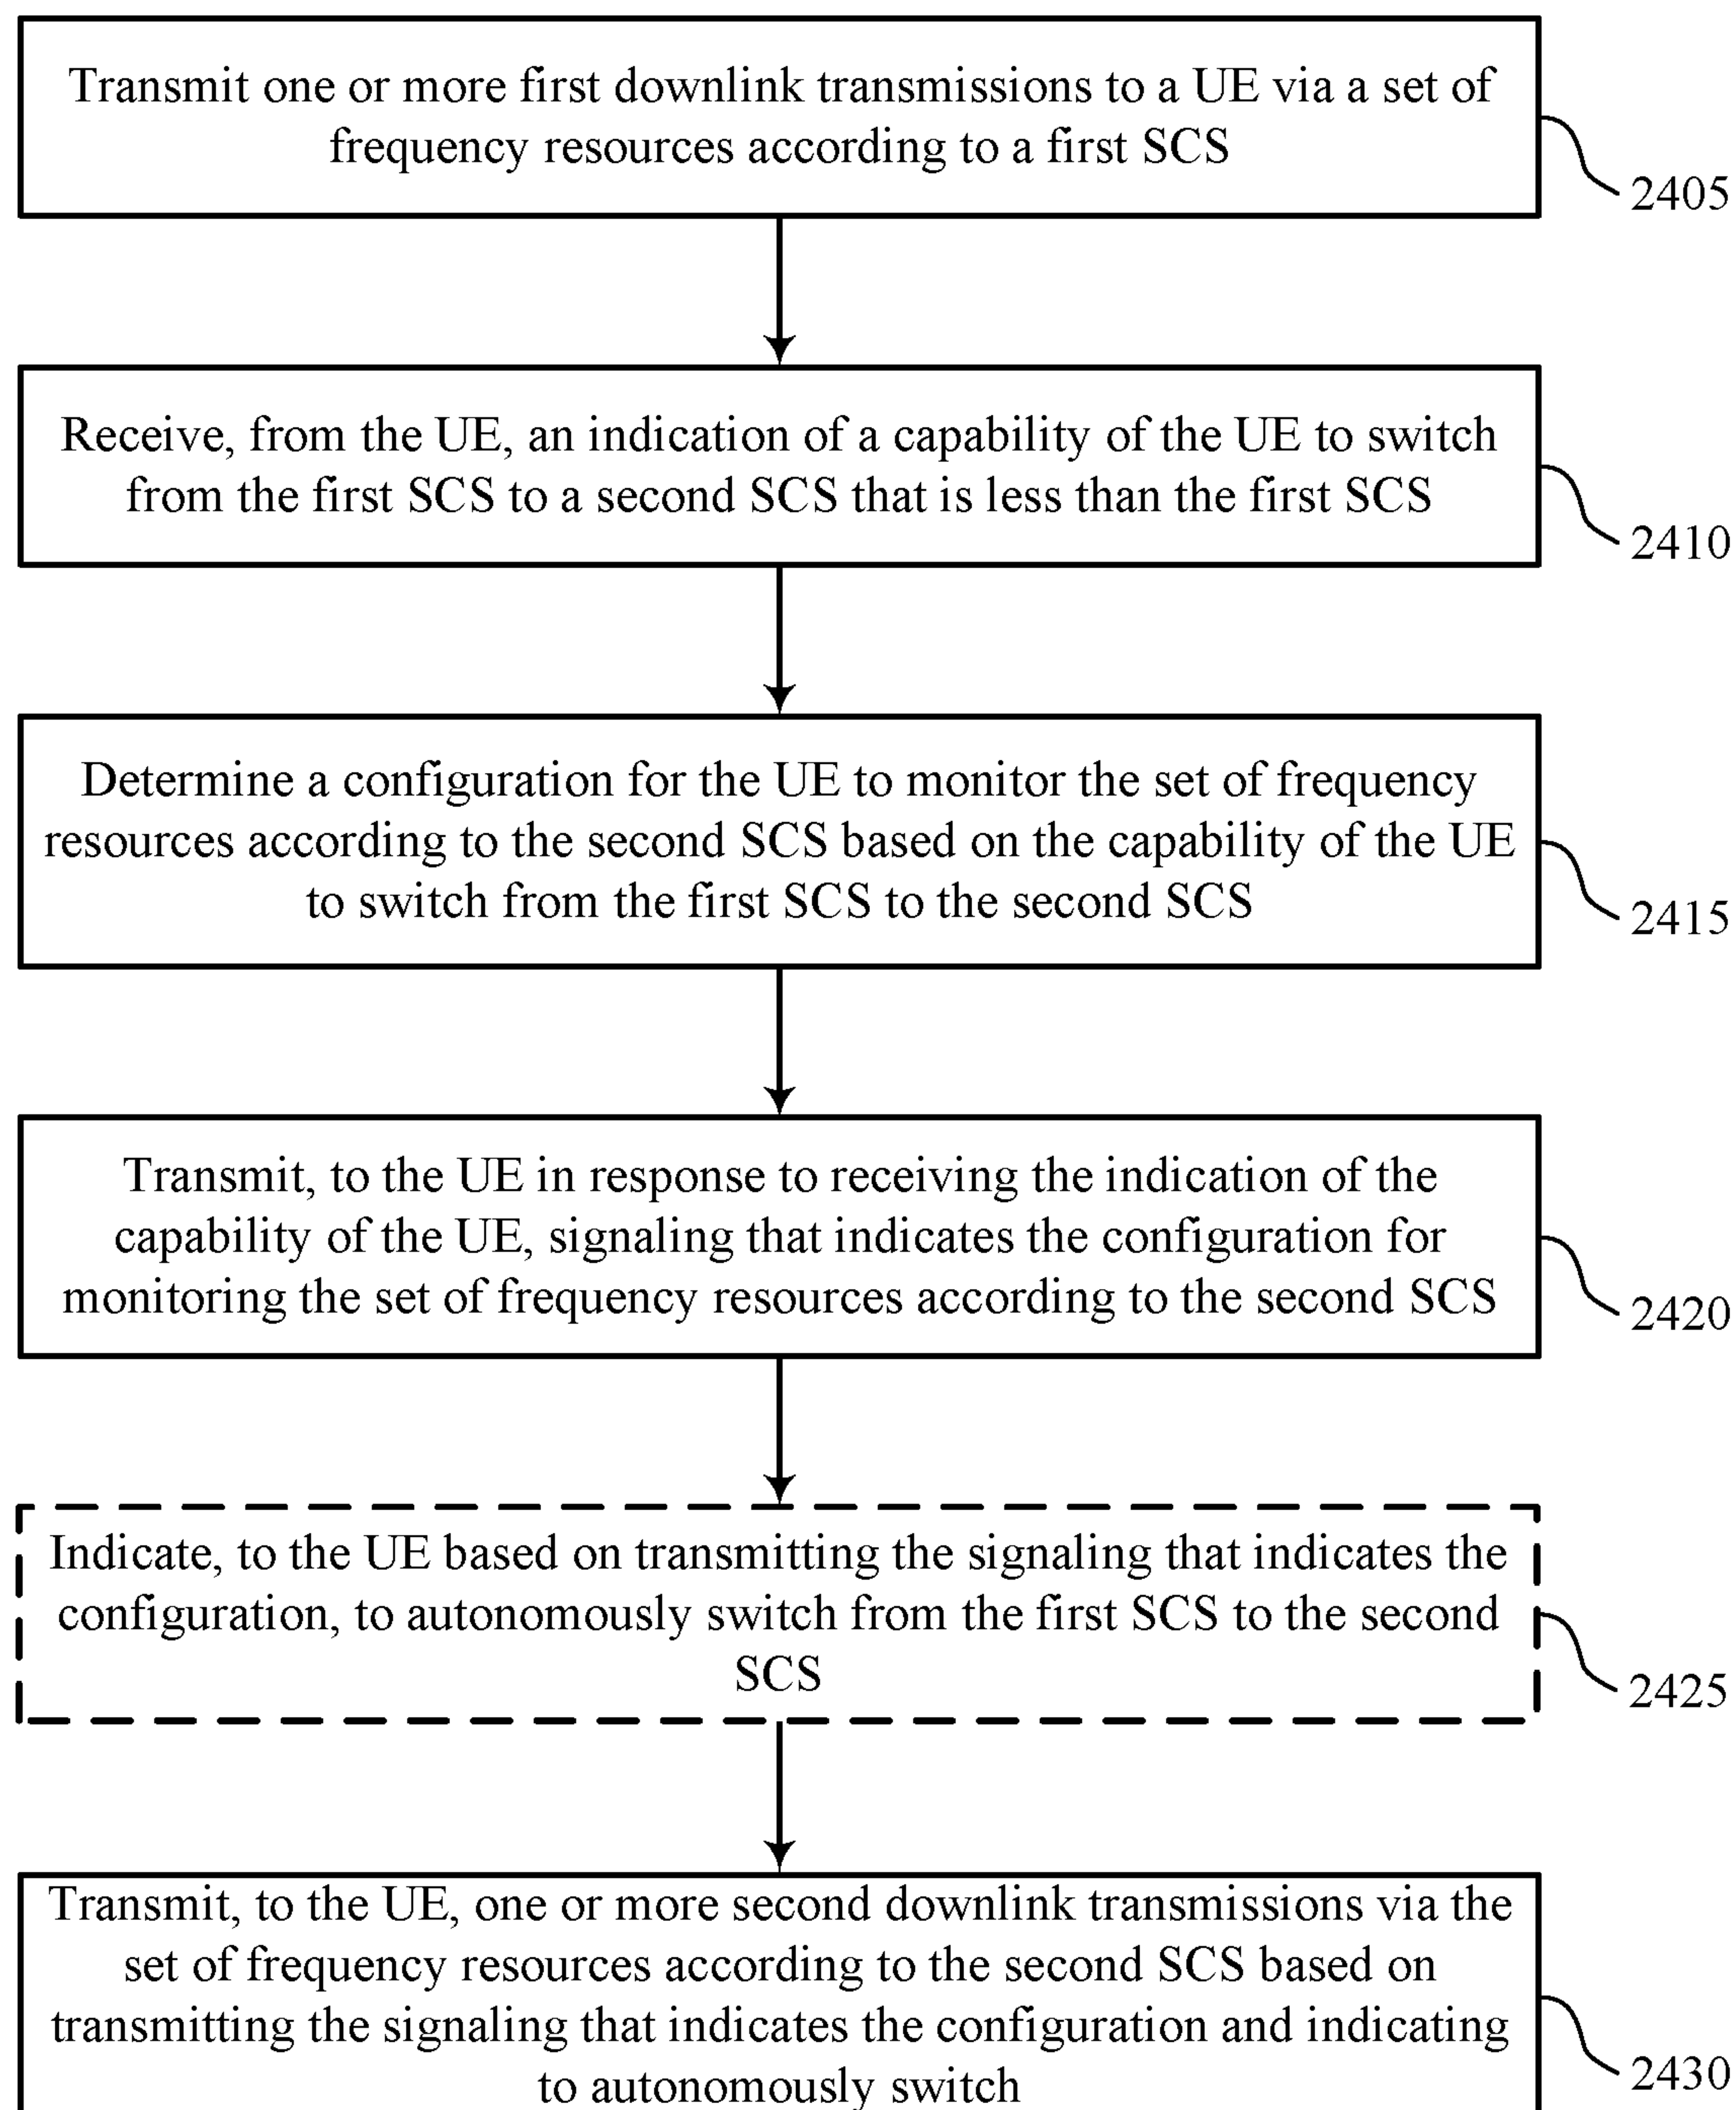 Transmit one or more first downlink transmissions to a UE via a set of
frequency resources according to a first SCS
2405
Receive, from the UE, an indication of a capability of the UE to switch
from the first SCS to a second SCS that is less than the first SCS
2410
Determine a configuration for the UE to monitor the set of frequency
resources according to the second SCS based on the capability of the UE
to switch from the first SCS to the second SCS
2415
Transmit, to the UE in response to receiving the indication of the
capability of the UE, signaling that indicates the configuration for
monitoring the set of frequency resources according to the second SCS
2420
Indicate, to the UE based on transmitting the signaling that indicates the
configuration, to autonomously switch from the first SCS to the second
SCS
2425
Transmit, to the UE, one or more second downlink transmissions via the
set of frequency resources according to the second SCS based on
transmitting the signaling that indicates the configuration and indicating
to autonomously switch
2430